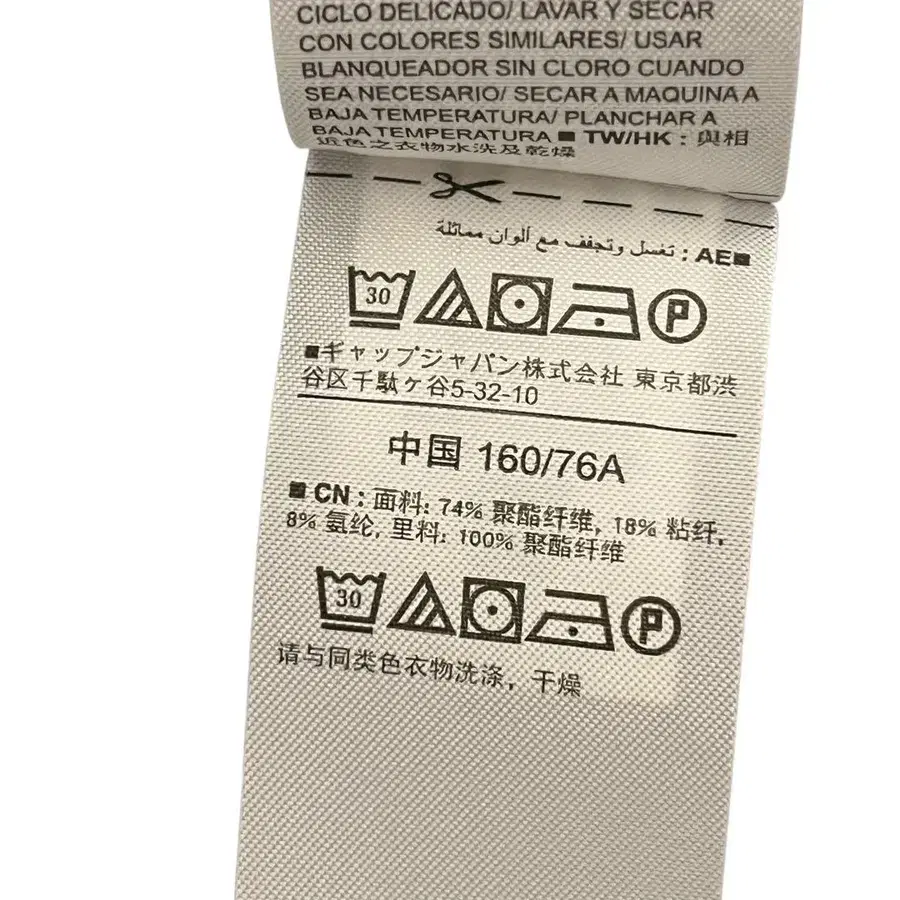 CICLO DELICADO/ LAVAR Y SECAR
CON COLORES SIMILARES/ USAR
BLANQUEADOR SIN CLORO CUANDO
SEA NECESARIO/ SECAR A MAQUINA A
BAJA TEMPERATURA/ PLANCHAR A
BAJA TEMPERATURA ■ TW/HK : 與相
近色之衣物水洗及乾燥
■AE : تغسل وتجفف مع ألوان مماثلة
30 P
■ギャップジャパン株式会社 東京都渋
谷区千駄ケ谷5-32-10
中国 160/76A
■ CN : 面料: 74% 聚酯纤维, 18% 粘纤,
8% 氨纶, 里料: 100% 聚酯纤维
30 P
请与同类色衣物洗涤, 干燥